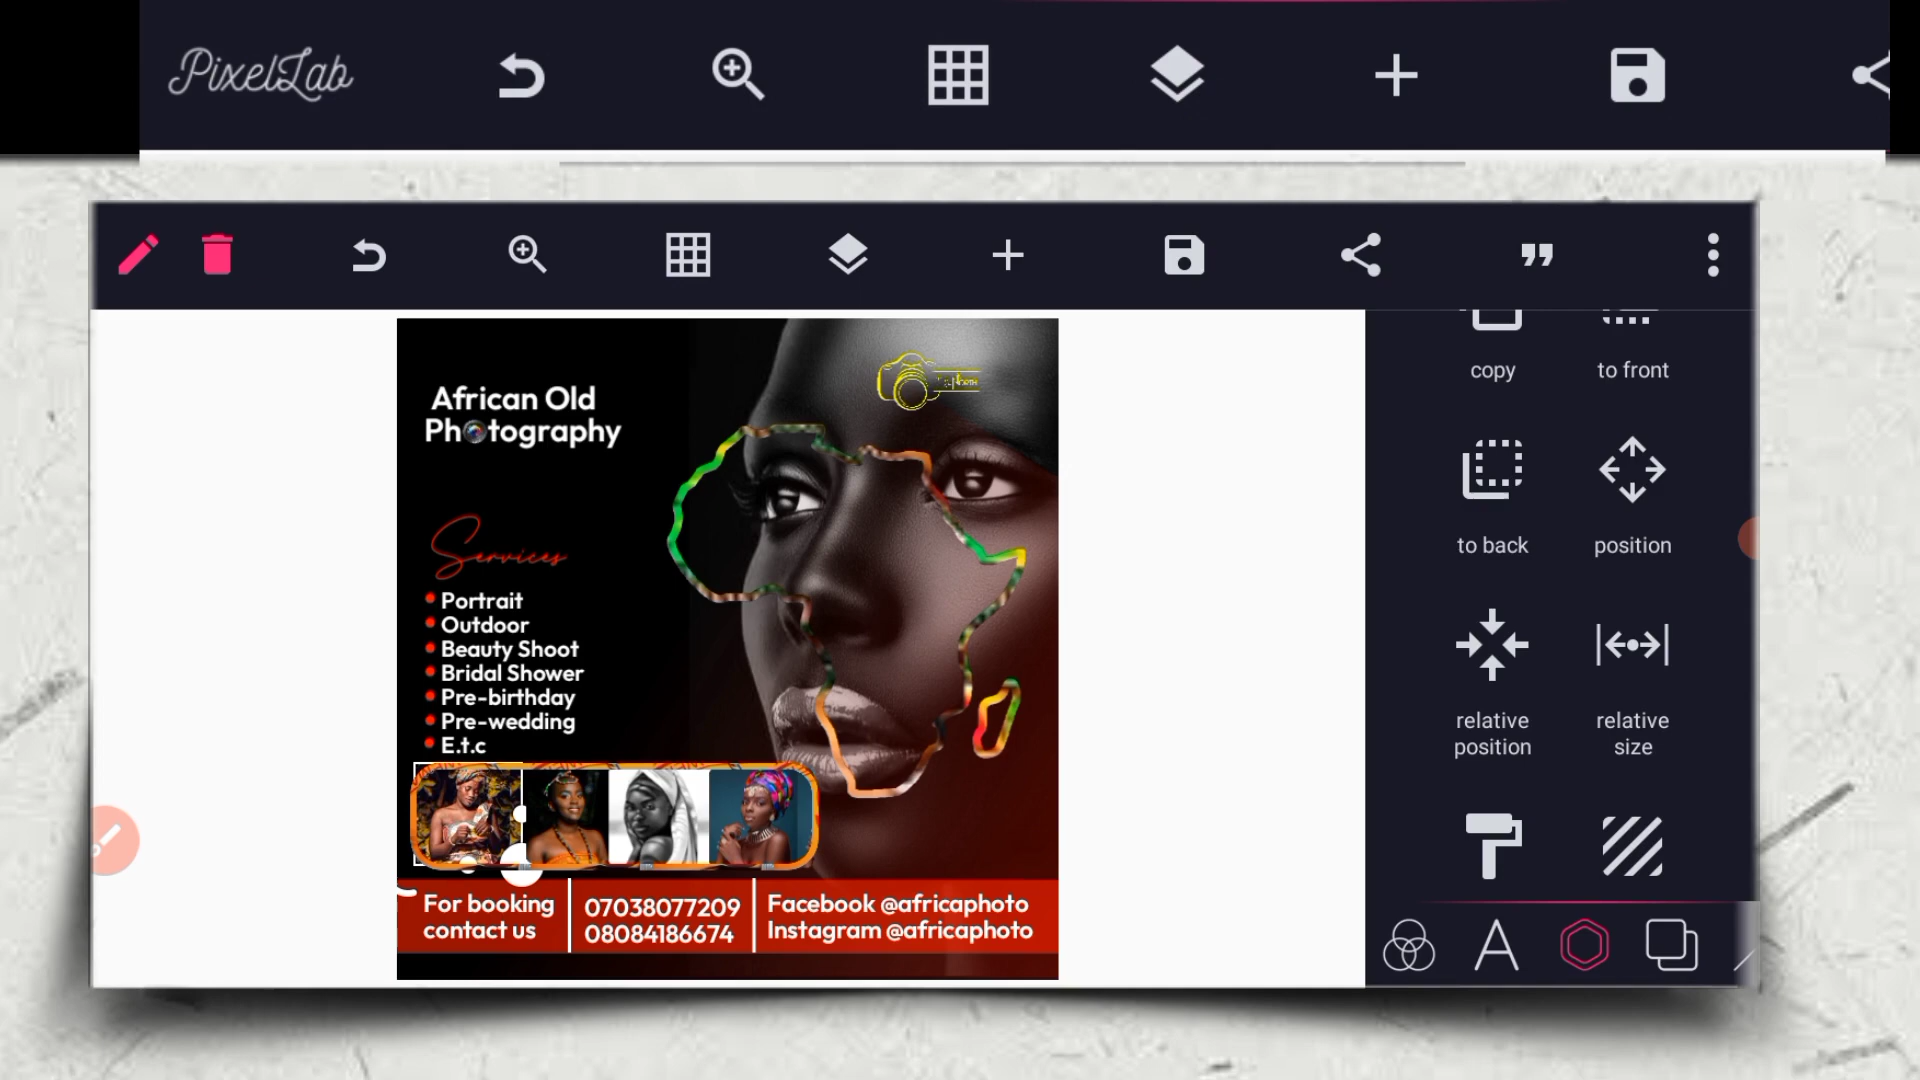 PixelLab
copy
to front
to back
position
relative
position
relative
size
African Old
Photography
Services
Portrait
Outdoor
Beauty Shoot
Bridal Shower
Pre-birthday
Pre-wedding
E.t.c
For booking
contact us
07038077209
08084186674
Facebook @africaphoto
Instagram @africaphoto